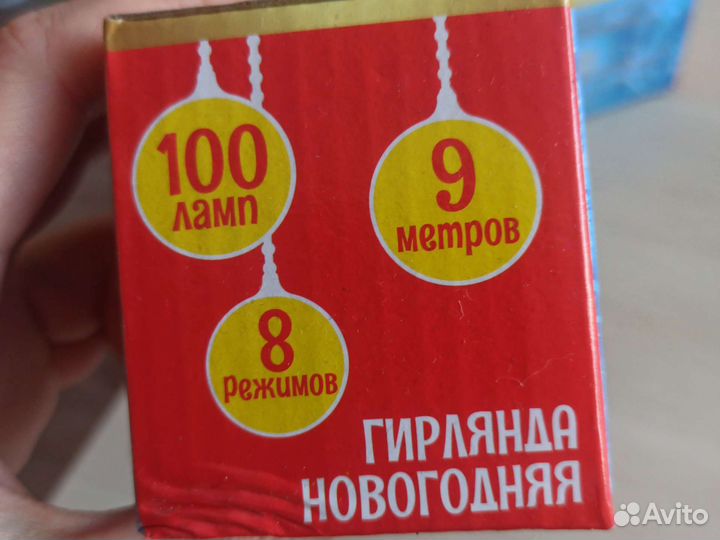 100
ламп
9
метров
8
режимов
ГИРЛЯНДА
НОВОГОДНЯЯ
Avito